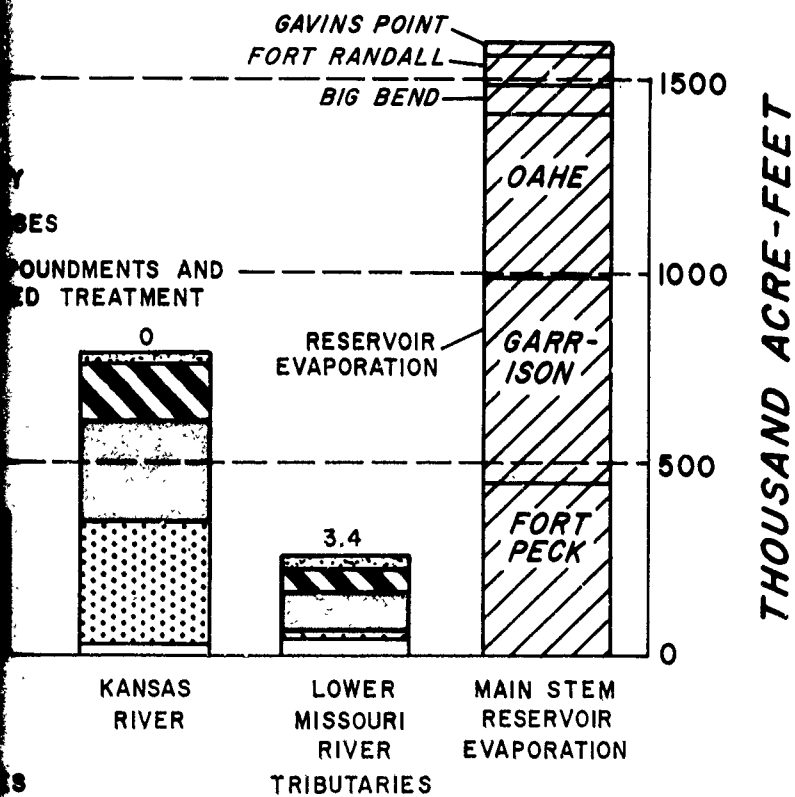 GAVINS POINT
FORT RANDALL
BIG BEND
1500
OAHE
Y
SES
POUNDMENTS AND
ED TREATMENT
1000
RESERVOIR
EVAPORATION
GARR-
ISON
0
500
3.4
FORT
PECK
0
THOUSAND ACRE-FEET
KANSAS
RIVER
LOWER
MISSOURI
RIVER
TRIBUTARIES
MAIN STEM
RESERVOIR
EVAPORATION
S